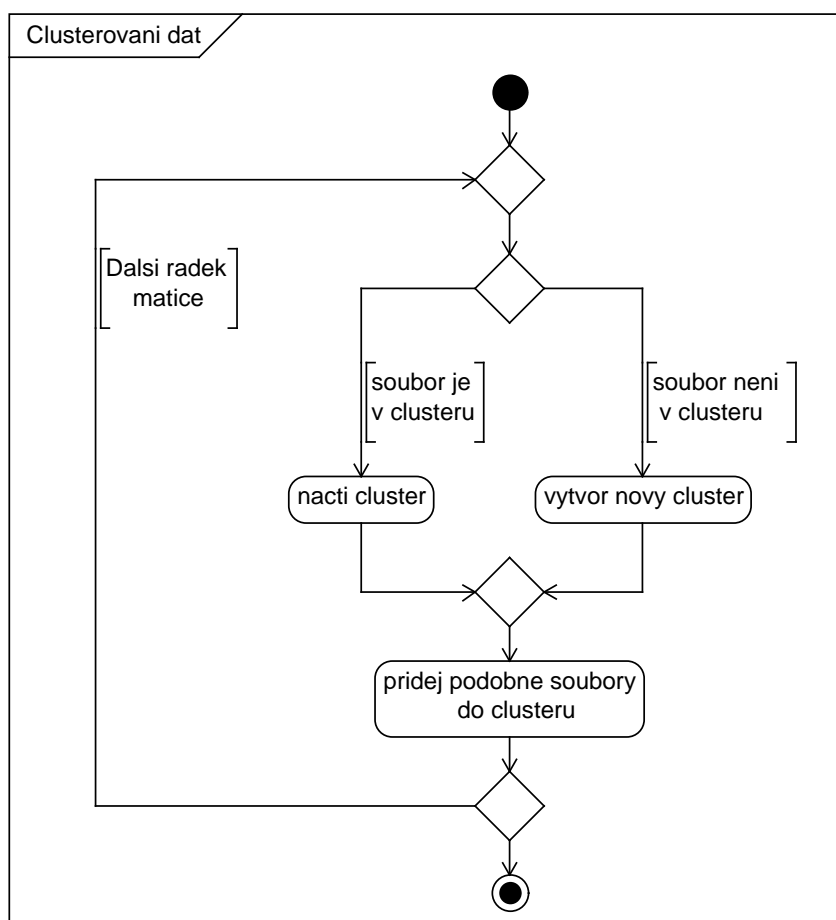 Clusterovani dat
Dalsi radek
matice
soubor je
v clusteru
soubor neni
v clusteru
nacti cluster
vytvor novy cluster
pridej podobne soubory
do clusteru